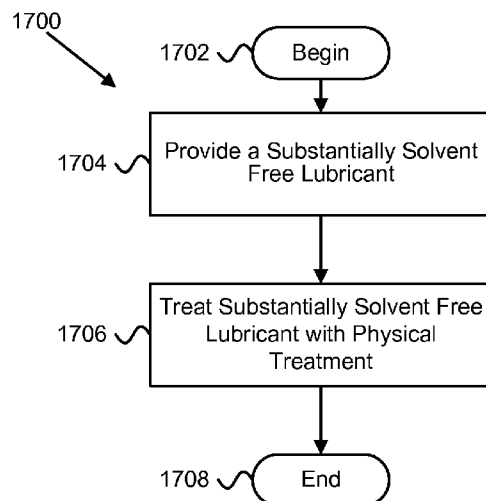 1700
1702
Begin
1704
Provide a Substantially Solvent
Free Lubricant
1706
Treat Substantially Solvent Free
Lubricant with Physical
Treatment
1708
End